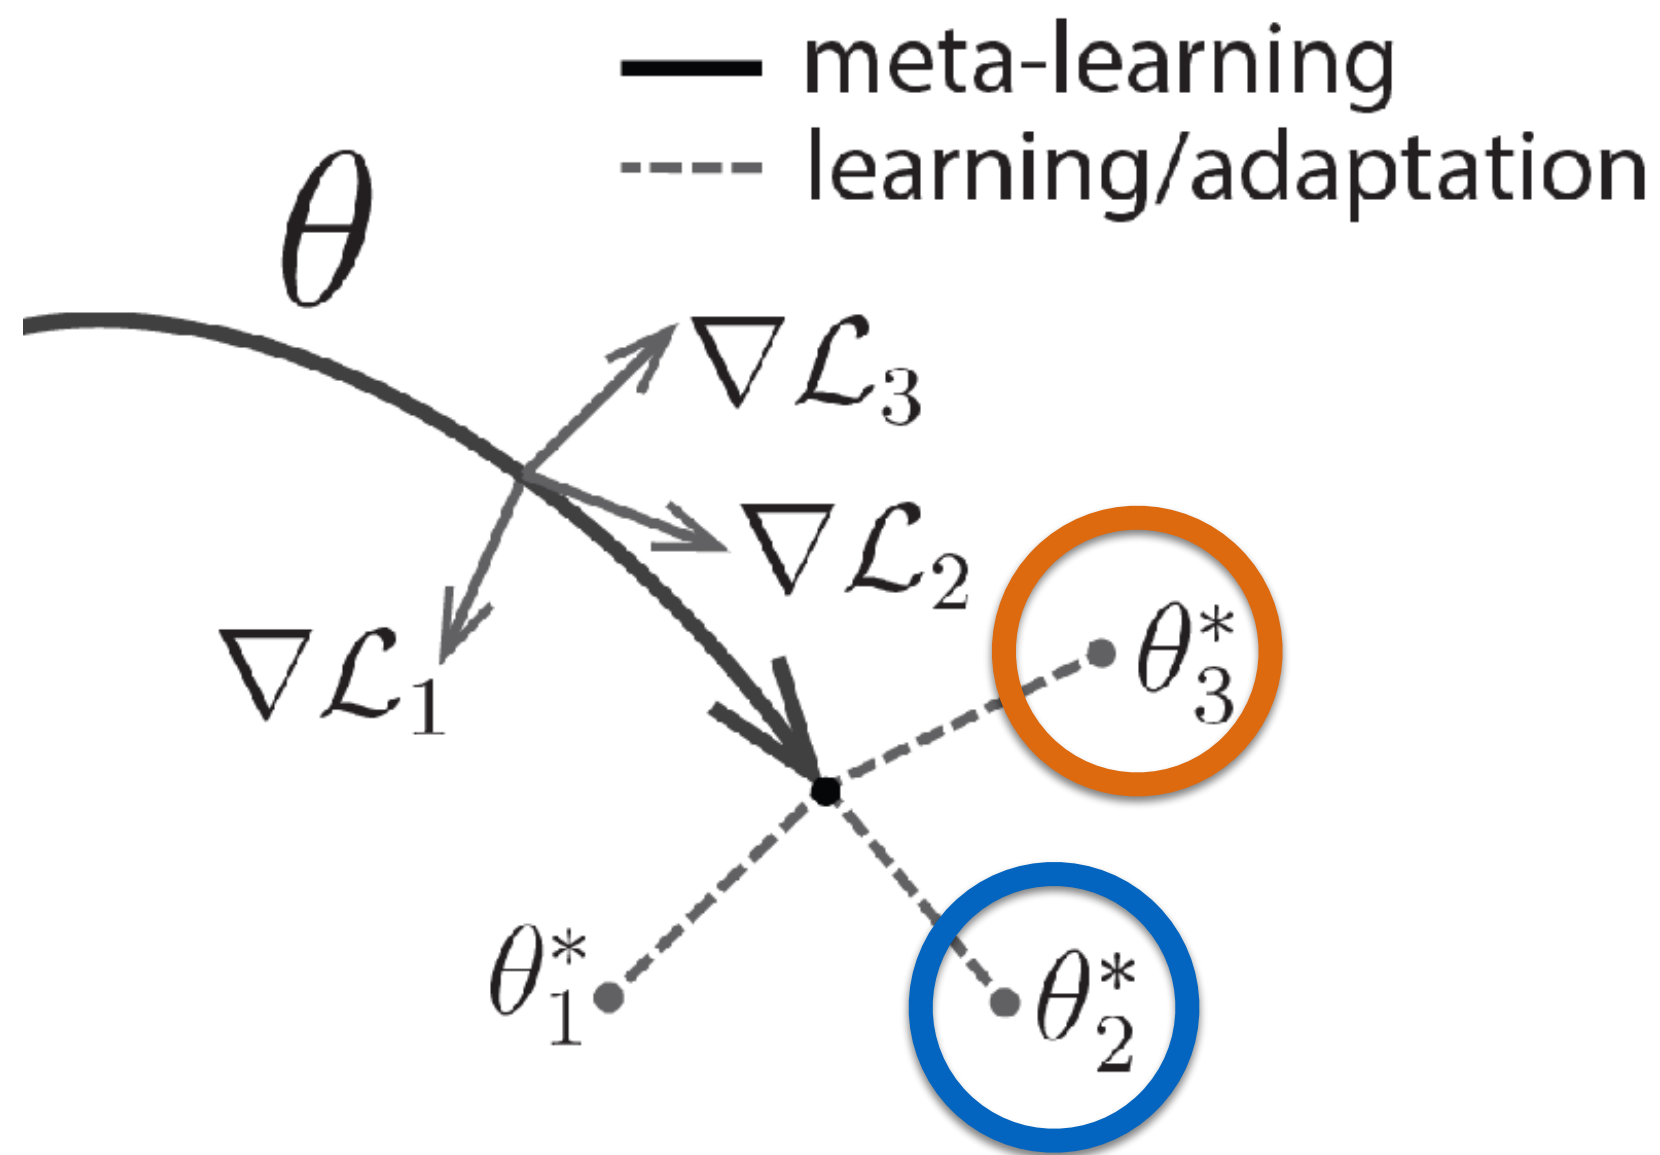 meta-learning
learning/adaptation
θ
∇ℒ₃
∇ℒ₂
∇ℒ₁
θ₃*
θ₁*
θ₂*